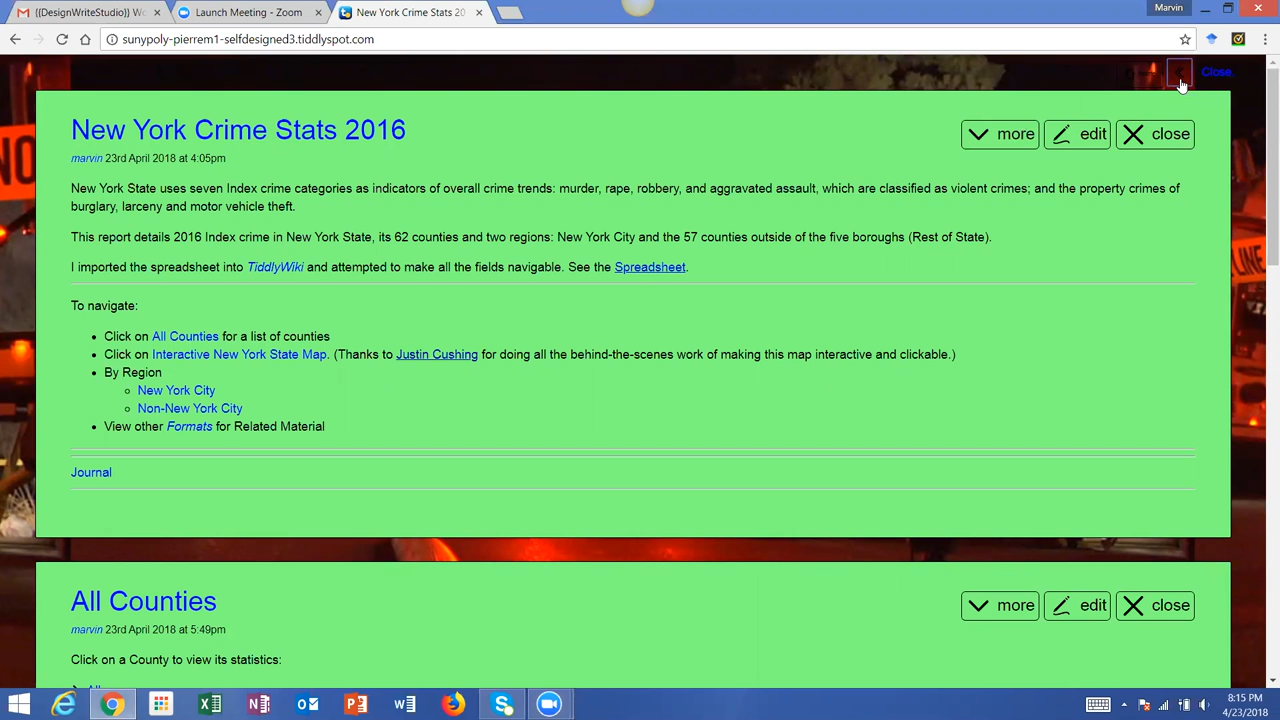 {{DesignWriteStudio}} Wo
Launch Meeting - Zoom
New York Crime Stats 20
Marvin
sunypoly-pierrem1-selfdesigned3.tiddlyspot.com
Close
New York Crime Stats 2016
more
edit
close
marvin 23rd April 2018 at 4:05pm
New York State uses seven Index crime categories as indicators of overall crime trends: murder, rape, robbery, and aggravated assault, which are classified as violent crimes; and the property crimes of
burglary, larceny and motor vehicle theft.
This report details 2016 Index crime in New York State, its 62 counties and two regions: New York City and the 57 counties outside of the five boroughs (Rest of State).
I imported the spreadsheet into TiddlyWiki and attempted to make all the fields navigable. See the Spreadsheet.
To navigate:
Click on All Counties for a list of counties
Click on Interactive New York State Map. (Thanks to Justin Cushing for doing all the behind-the-scenes work of making this map interactive and clickable.)
By Region
New York City
Non-New York City
View other Formats for Related Material
Journal
All Counties
more
edit
close
marvin 23rd April 2018 at 5:49pm
Click on a County to view its statistics:
8:15 PM
4/23/2018